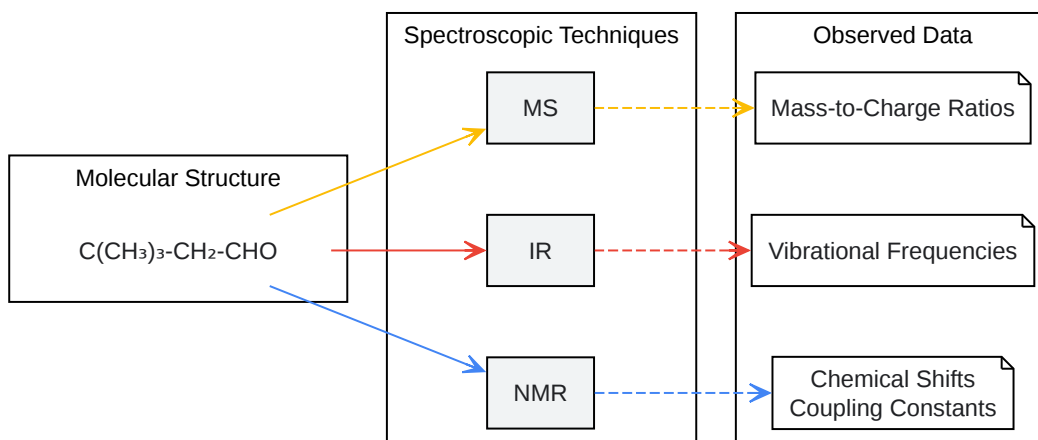 Molecular Structure
C(CH₃)₃-CH₂-CHO
Spectroscopic Techniques
MS
IR
NMR
Observed Data
Mass-to-Charge Ratios
Vibrational Frequencies
Chemical Shifts
Coupling Constants